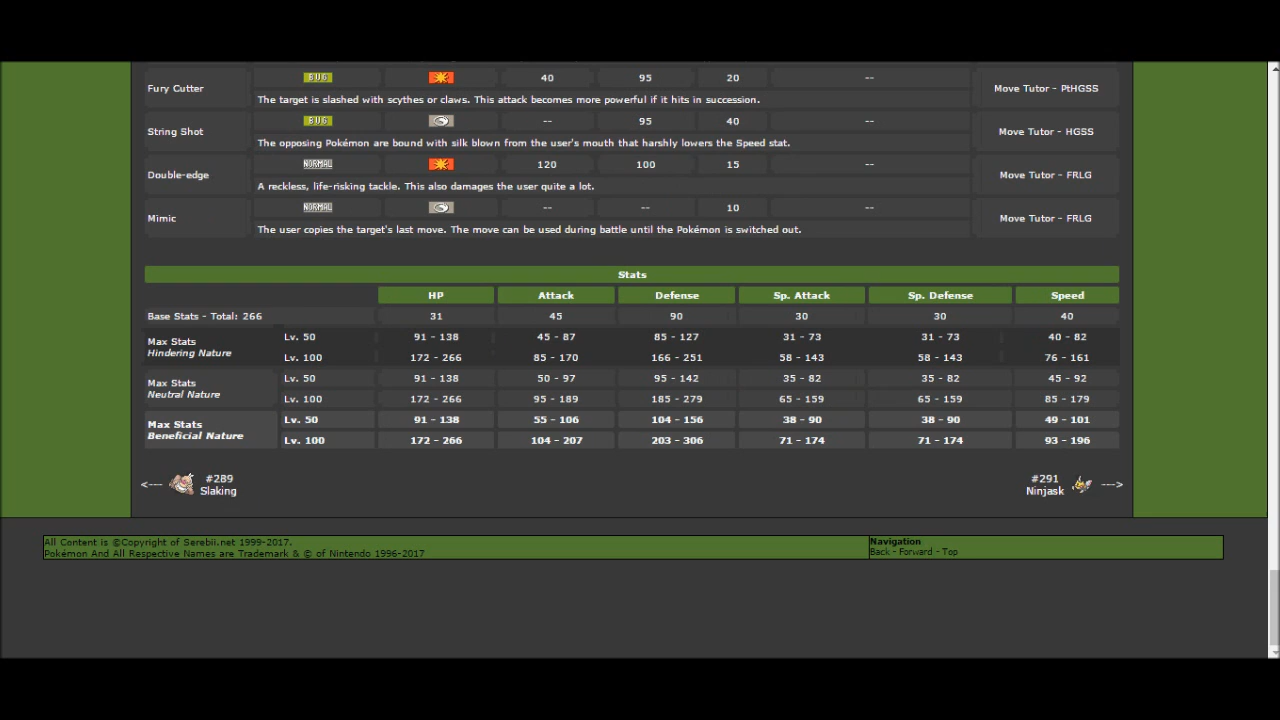 BUG 40 95 20 --
Fury Cutter Move Tutor - PtHGSS
The target is slashed with scythes or claws. This attack becomes more powerful if it hits in succession.
BUG -- 95 40 --
String Shot Move Tutor - HGSS
The opposing Pokémon are bound with silk blown from the user's mouth that harshly lowers the Speed stat.
NORMAL 120 100 15 --
Double-edge Move Tutor - FRLG
A reckless, life-risking tackle. This also damages the user quite a lot.
NORMAL -- -- 10 --
Mimic Move Tutor - FRLG
The user copies the target's last move. The move can be used during battle until the Pokémon is switched out.
Stats
HP Attack Defense Sp. Attack Sp. Defense Speed
Base Stats - Total: 266 31 45 90 30 30 40
Max Stats
Hindering Nature
Lv. 50 91 - 138 45 - 87 85 - 127 31 - 73 31 - 73 40 - 82
Lv. 100 172 - 266 85 - 170 166 - 251 58 - 143 58 - 143 76 - 161
Max Stats
Neutral Nature
Lv. 50 91 - 138 50 - 97 95 - 142 35 - 82 35 - 82 45 - 92
Lv. 100 172 - 266 95 - 189 185 - 279 65 - 159 65 - 159 85 - 179
Max Stats
Beneficial Nature
Lv. 50 91 - 138 55 - 106 104 - 156 38 - 90 38 - 90 49 - 101
Lv. 100 172 - 266 104 - 207 203 - 306 71 - 174 71 - 174 93 - 196
<--- #289
Slaking
#291 --->
Ninjask
All Content is ©Copyright of Serebii.net 1999-2017.
Pokémon And All Respective Names are Trademark & © of Nintendo 1996-2017
Navigation
Back - Forward - Top